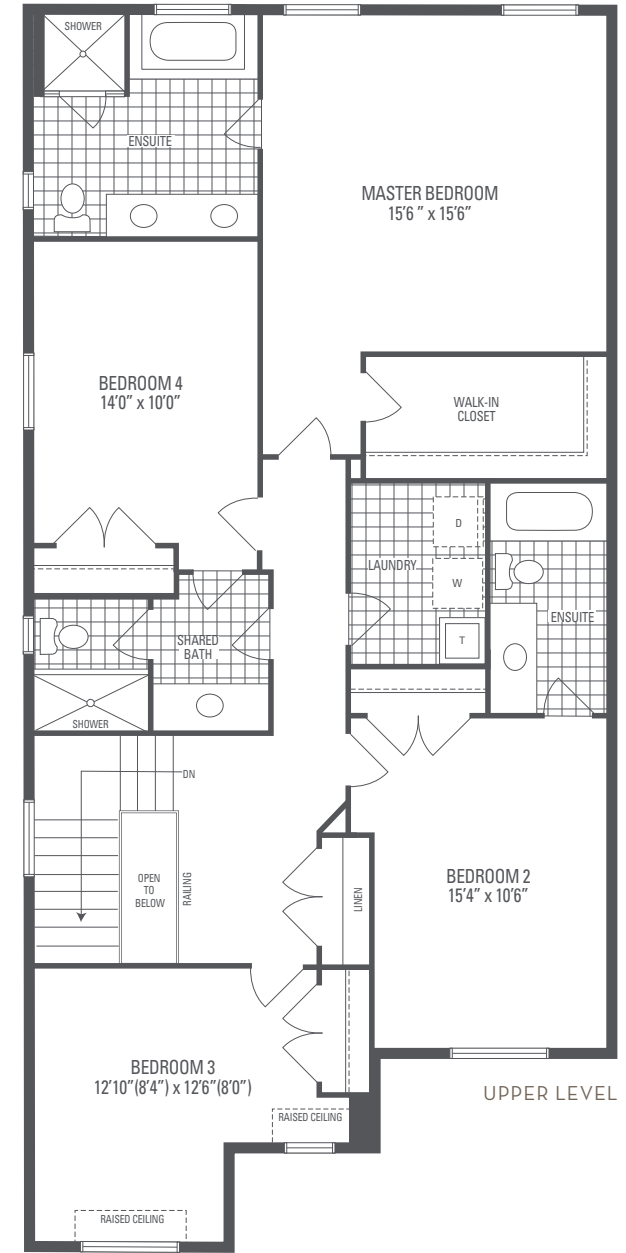 SHOWER
ENSUITE
MASTER BEDROOM
15'6 " x 15'6"
BEDROOM 4
14'0" x 10'0"
WALK-IN
CLOSET
D
LAUNDRY
W
T
ENSUITE
SHARED
BATH
SHOWER
DN
OPEN
TO
BELOW
RAILING
LINEN
BEDROOM 2
15'4" x 10'6"
BEDROOM 3
12'10"(8'4") x 12'6"(8'0")
UPPER LEVEL
RAISED CEILING
RAISED CEILING